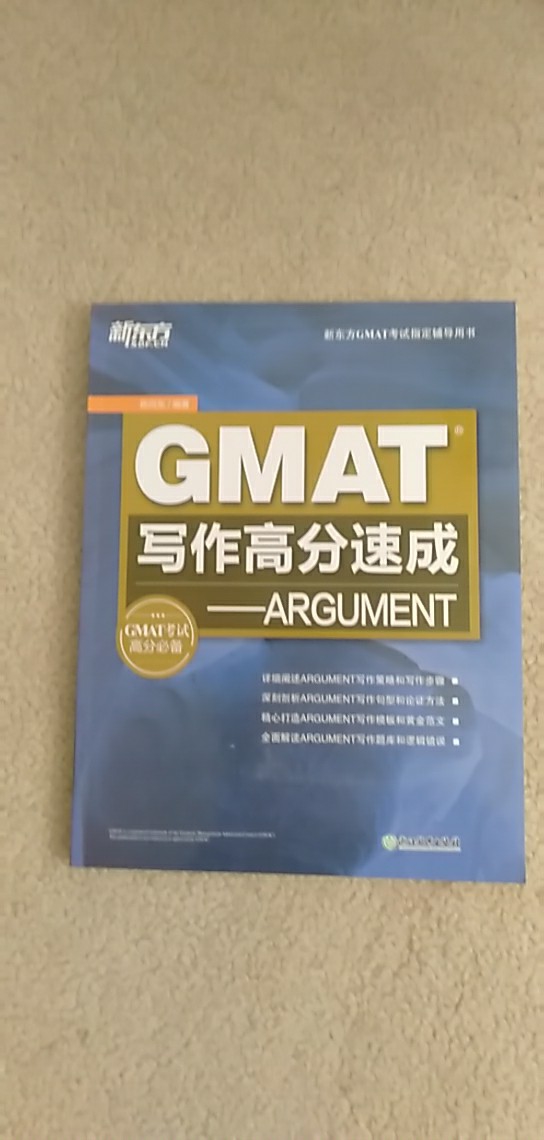 新东方
新东方GMAT考试指定辅导用书
GMAT®
写作高分速成
——ARGUMENT
GMAT考试
高分必备
详细阐述ARGUMENT写作策略和写作步骤 ■
深刻剖析ARGUMENT写作句型和论证方法 ■
精心打造ARGUMENT写作模板和黄金范文 ■
全面解读ARGUMENT写作题库和逻辑错误 ■